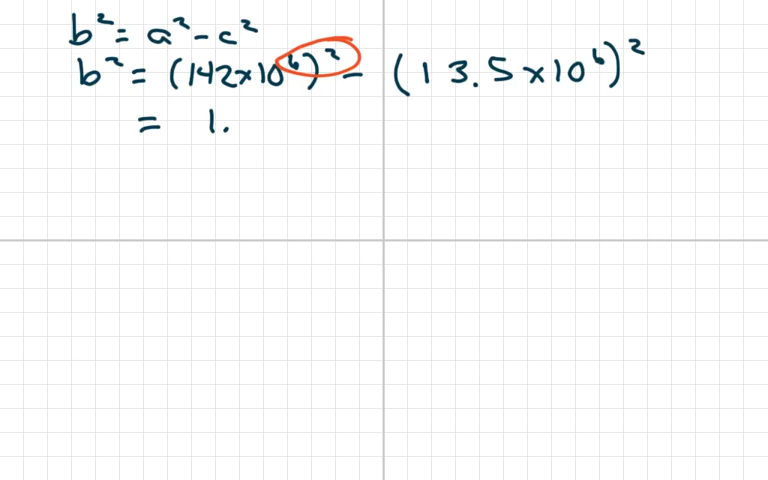 b² = a² - c²
b² = (142×10⁶)² - (13.5×10⁶)²
= 1.